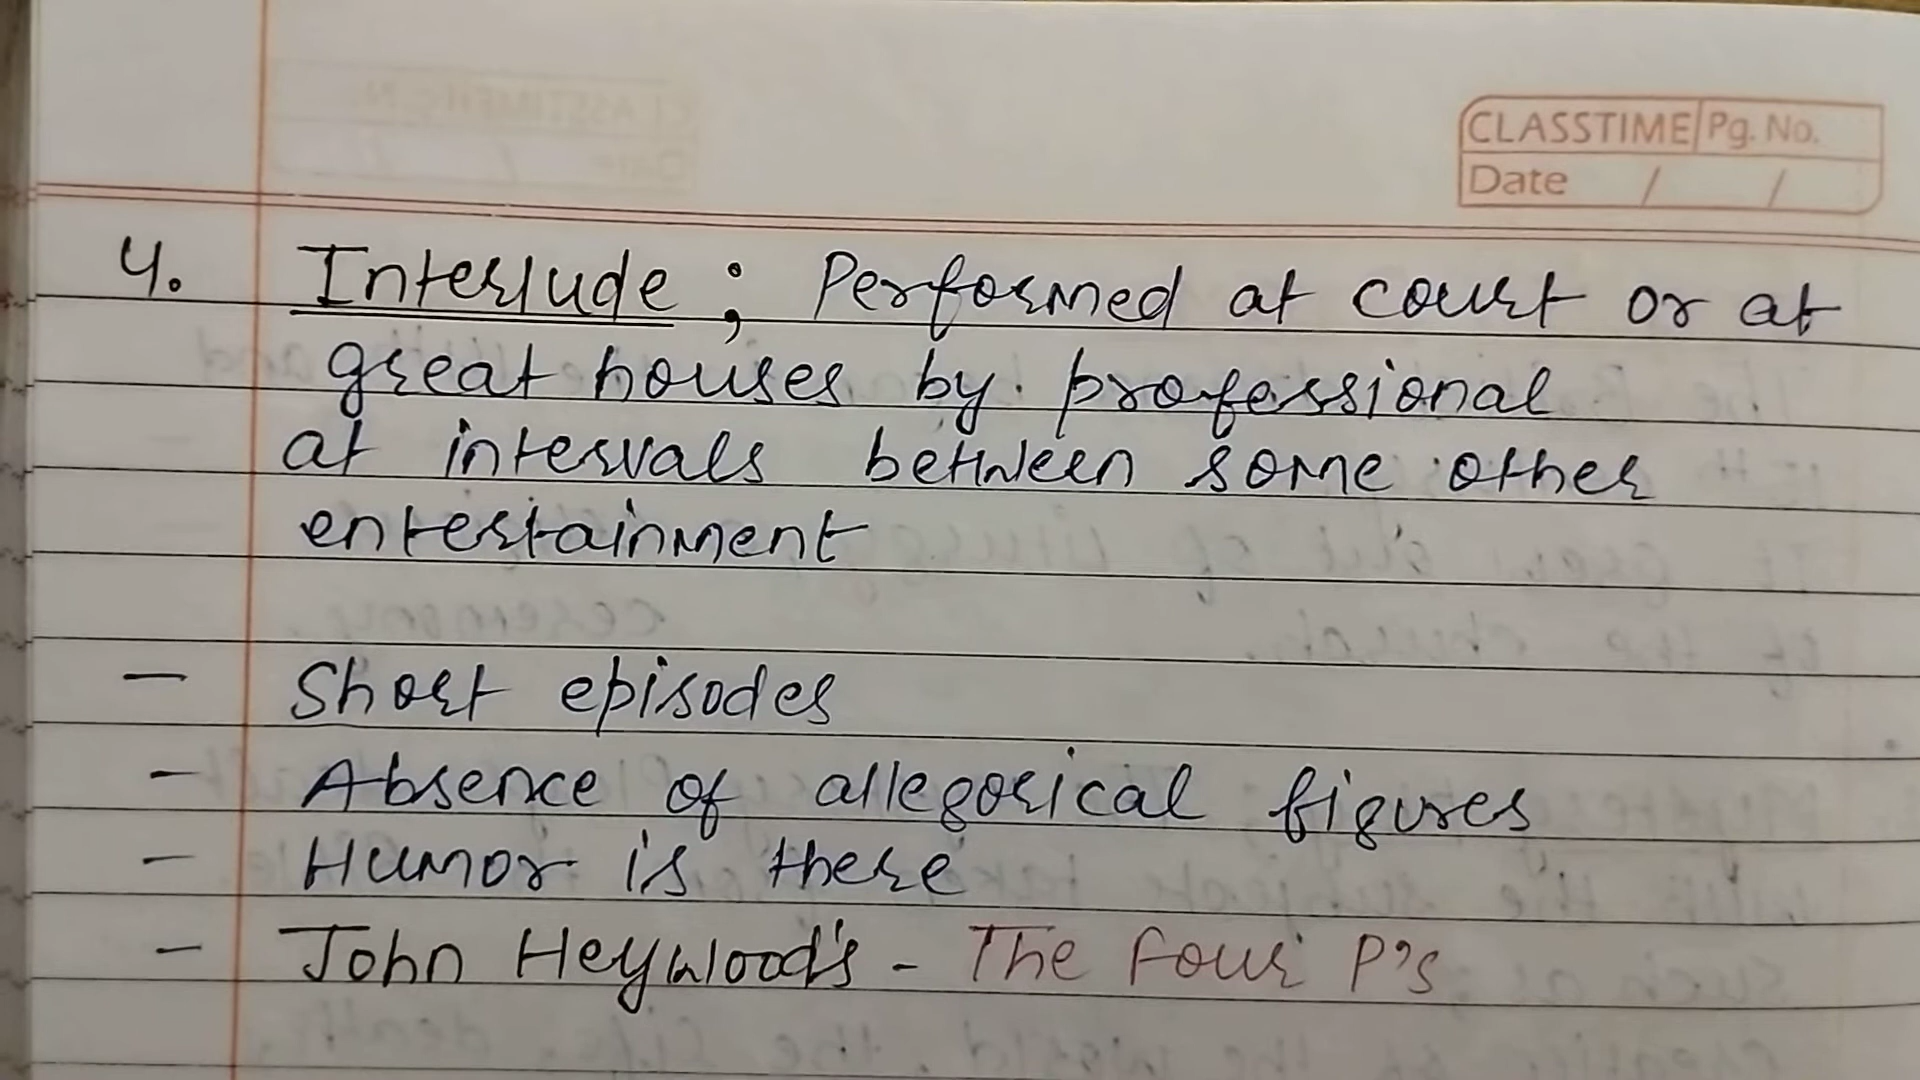 CLASSTIME Pg. No.
Date / /
4. Interlude ; Performed at court or at
great houses by professional
at intervals between some other
entertainment
- Short episodes
- Absence of allegorical figures
- Humor is there
- John Heywood's - The Four P's